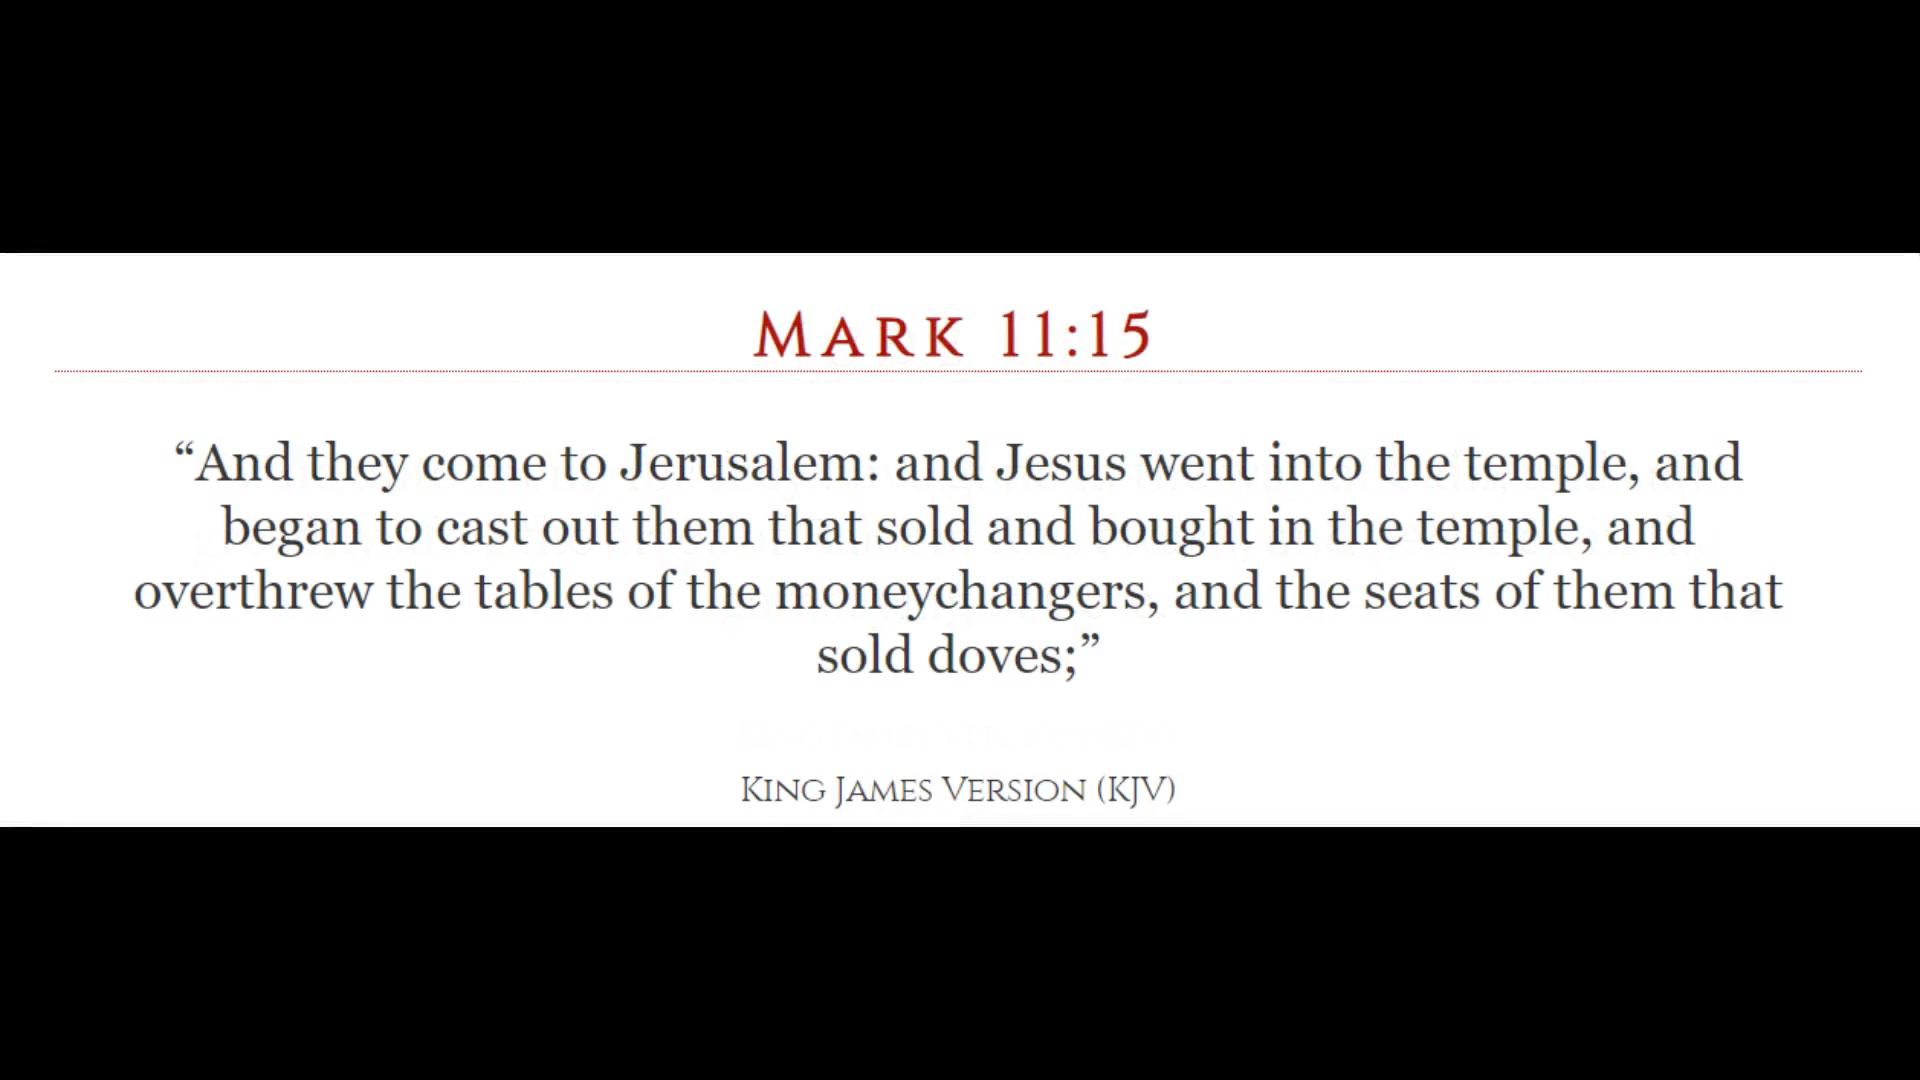 Mark 11:15
“And they come to Jerusalem: and Jesus went into the temple, and
began to cast out them that sold and bought in the temple, and
overthrew the tables of the moneychangers, and the seats of them that
sold doves;”
King James Version (KJV)